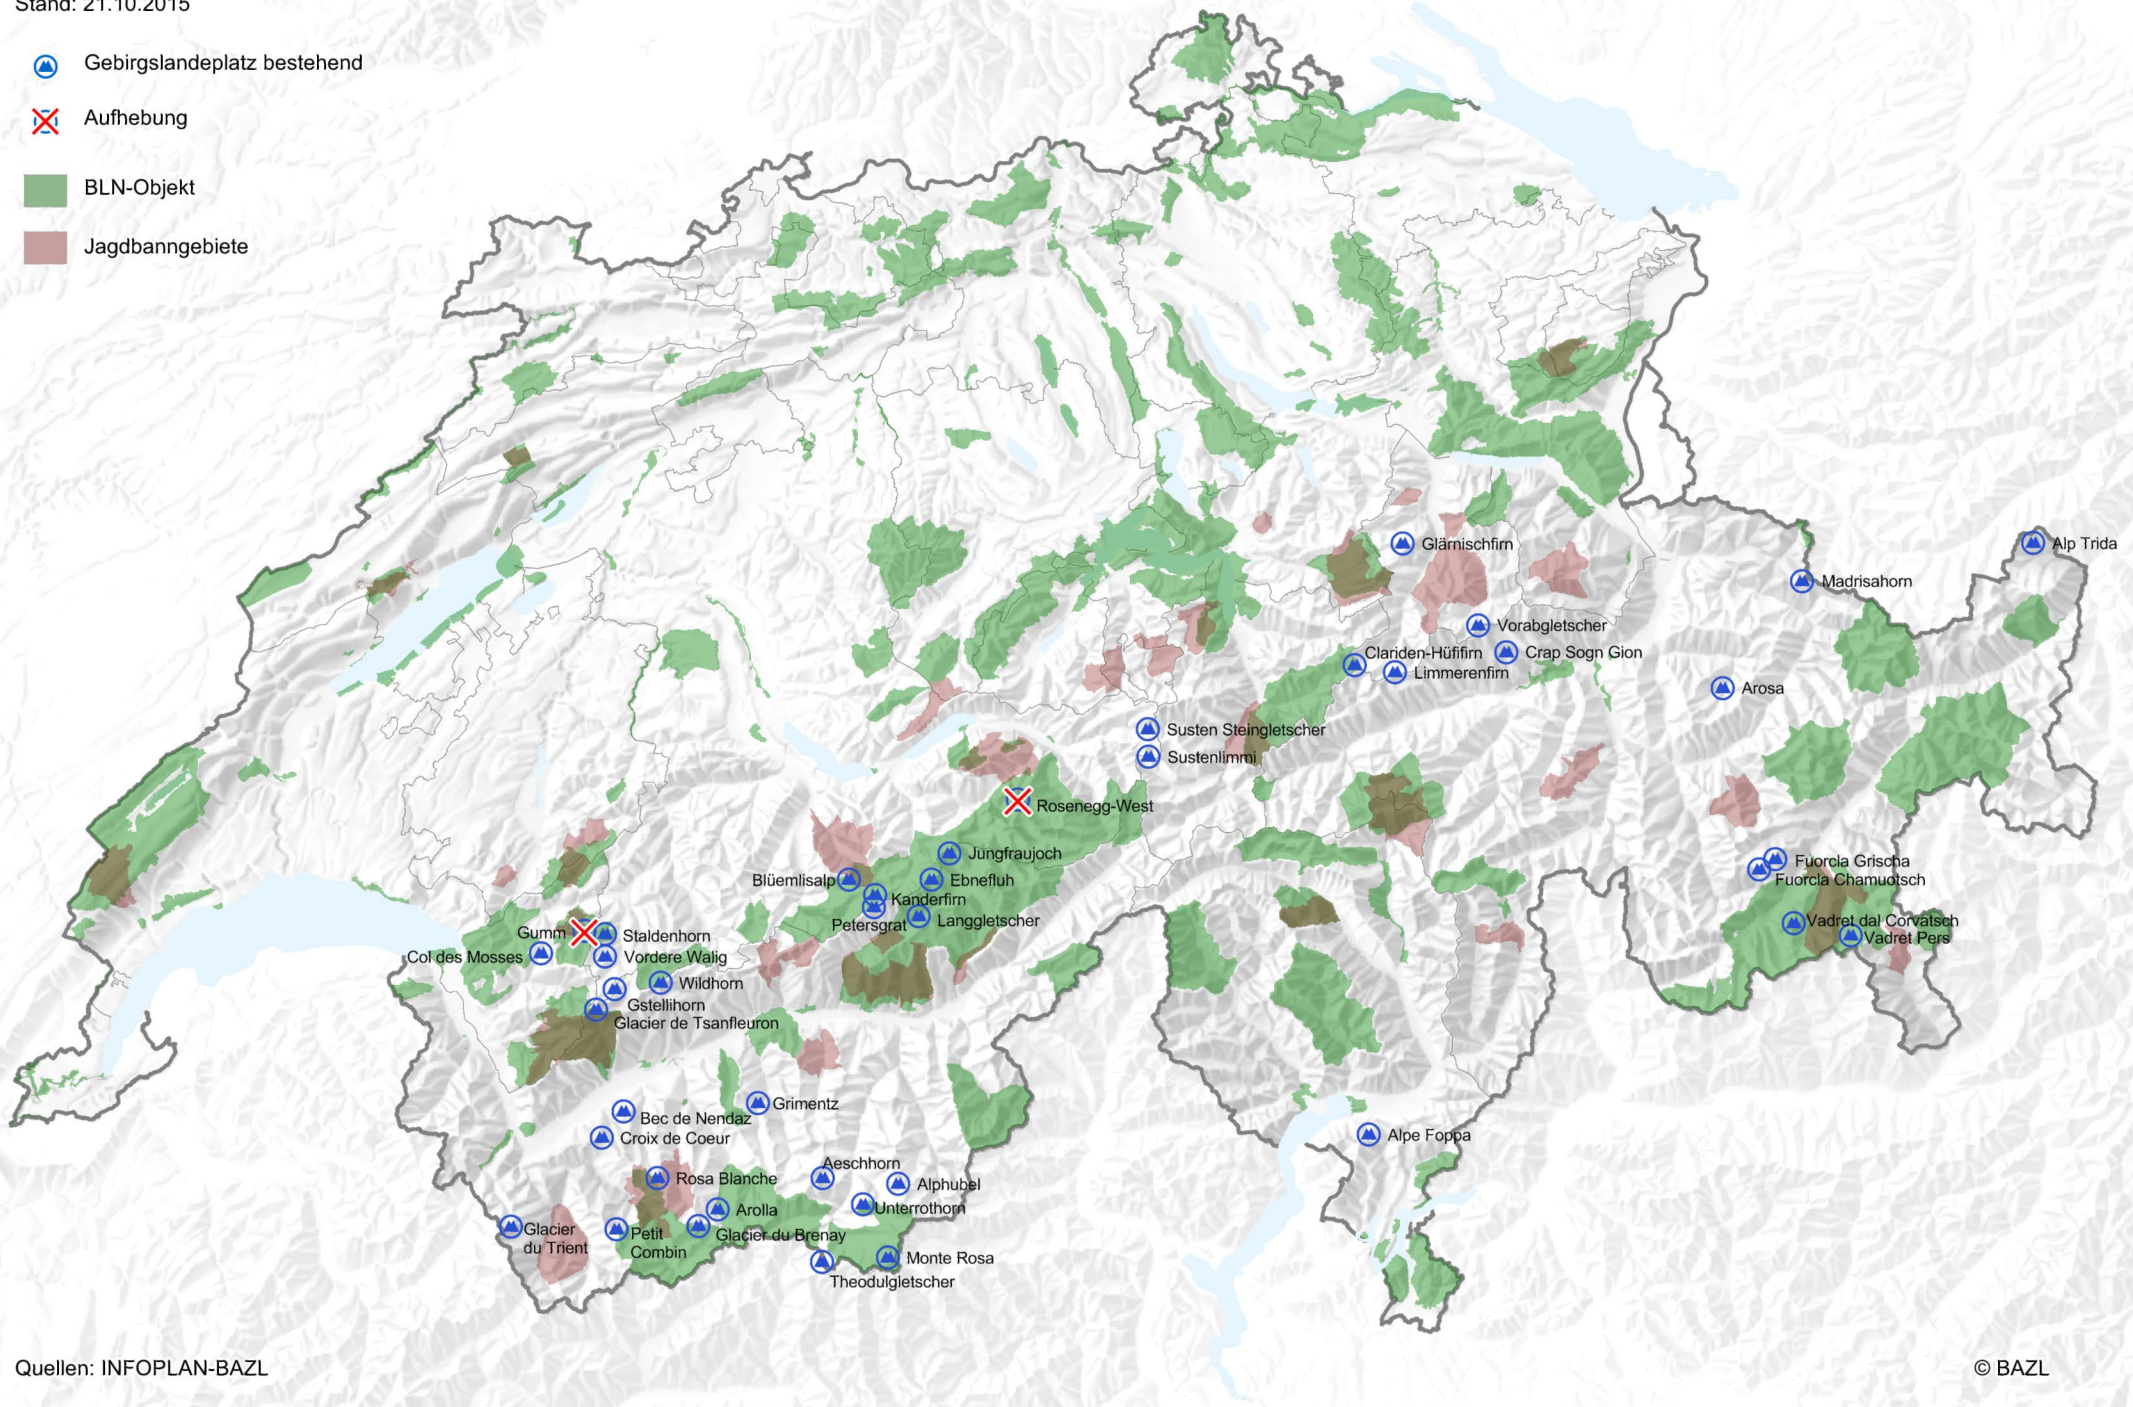 Stand: 21.10.2015
Gebirgslandeplatz bestehend
Aufhebung
BLN-Objekt
Jagdbanngebiete
Glärnischfirn
Alp Trida
Madrisahorn
Vorabgletscher
Clariden-Hüfifirn
Crap Sogn Gion
Limmerenfirn
Arosa
Susten Steingletscher
Sustenlimmi
Rosenegg-West
Jungfraujoch
Blüemlisalp
Ebnefluh
Kanderfirn
Petersgrat
Langgletscher
Fuorcla Grischa
Fuorcla Chamuotsch
Vadret dal Corvatsch
Vadret Pers
Gumm
Staldenhorn
Col des Mosses
Vordere Walig
Wildhorn
Gstellihorn
Glacier de Tsanfleuron
Grimentz
Bec de Nendaz
Croix de Coeur
Alpe Foppa
Aeschhorn
Rosa Blanche
Alphubel
Arolla
Unterrothorn
Glacier
du Trient
Petit
Combin
Glacier du Brenay
Monte Rosa
Theodulgletscher
Quellen: INFOPLAN-BAZL
© BAZL